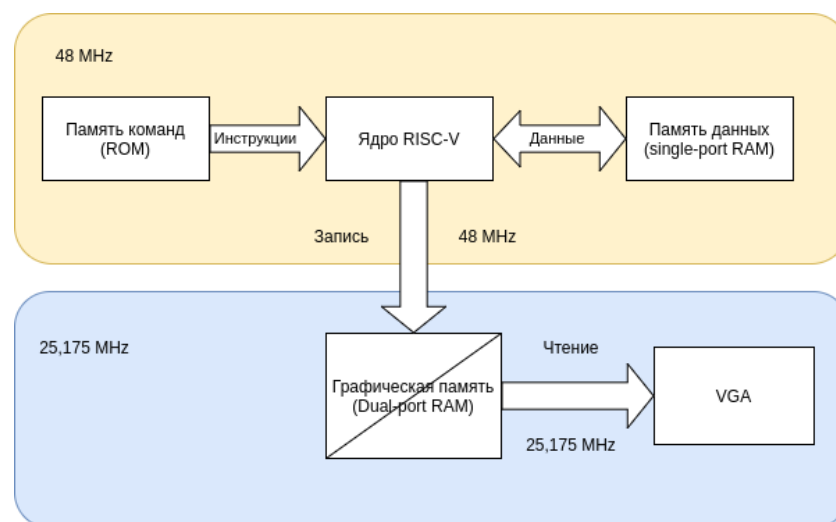 48 MHz
Память команд
(ROM)
Инструкции
Ядро RISC-V
Данные
Память данных
(single-port RAM)
Запись
48 MHz
25,175 MHz
Графическая память
(Dual-port RAM)
Чтение
25,175 MHz
VGA